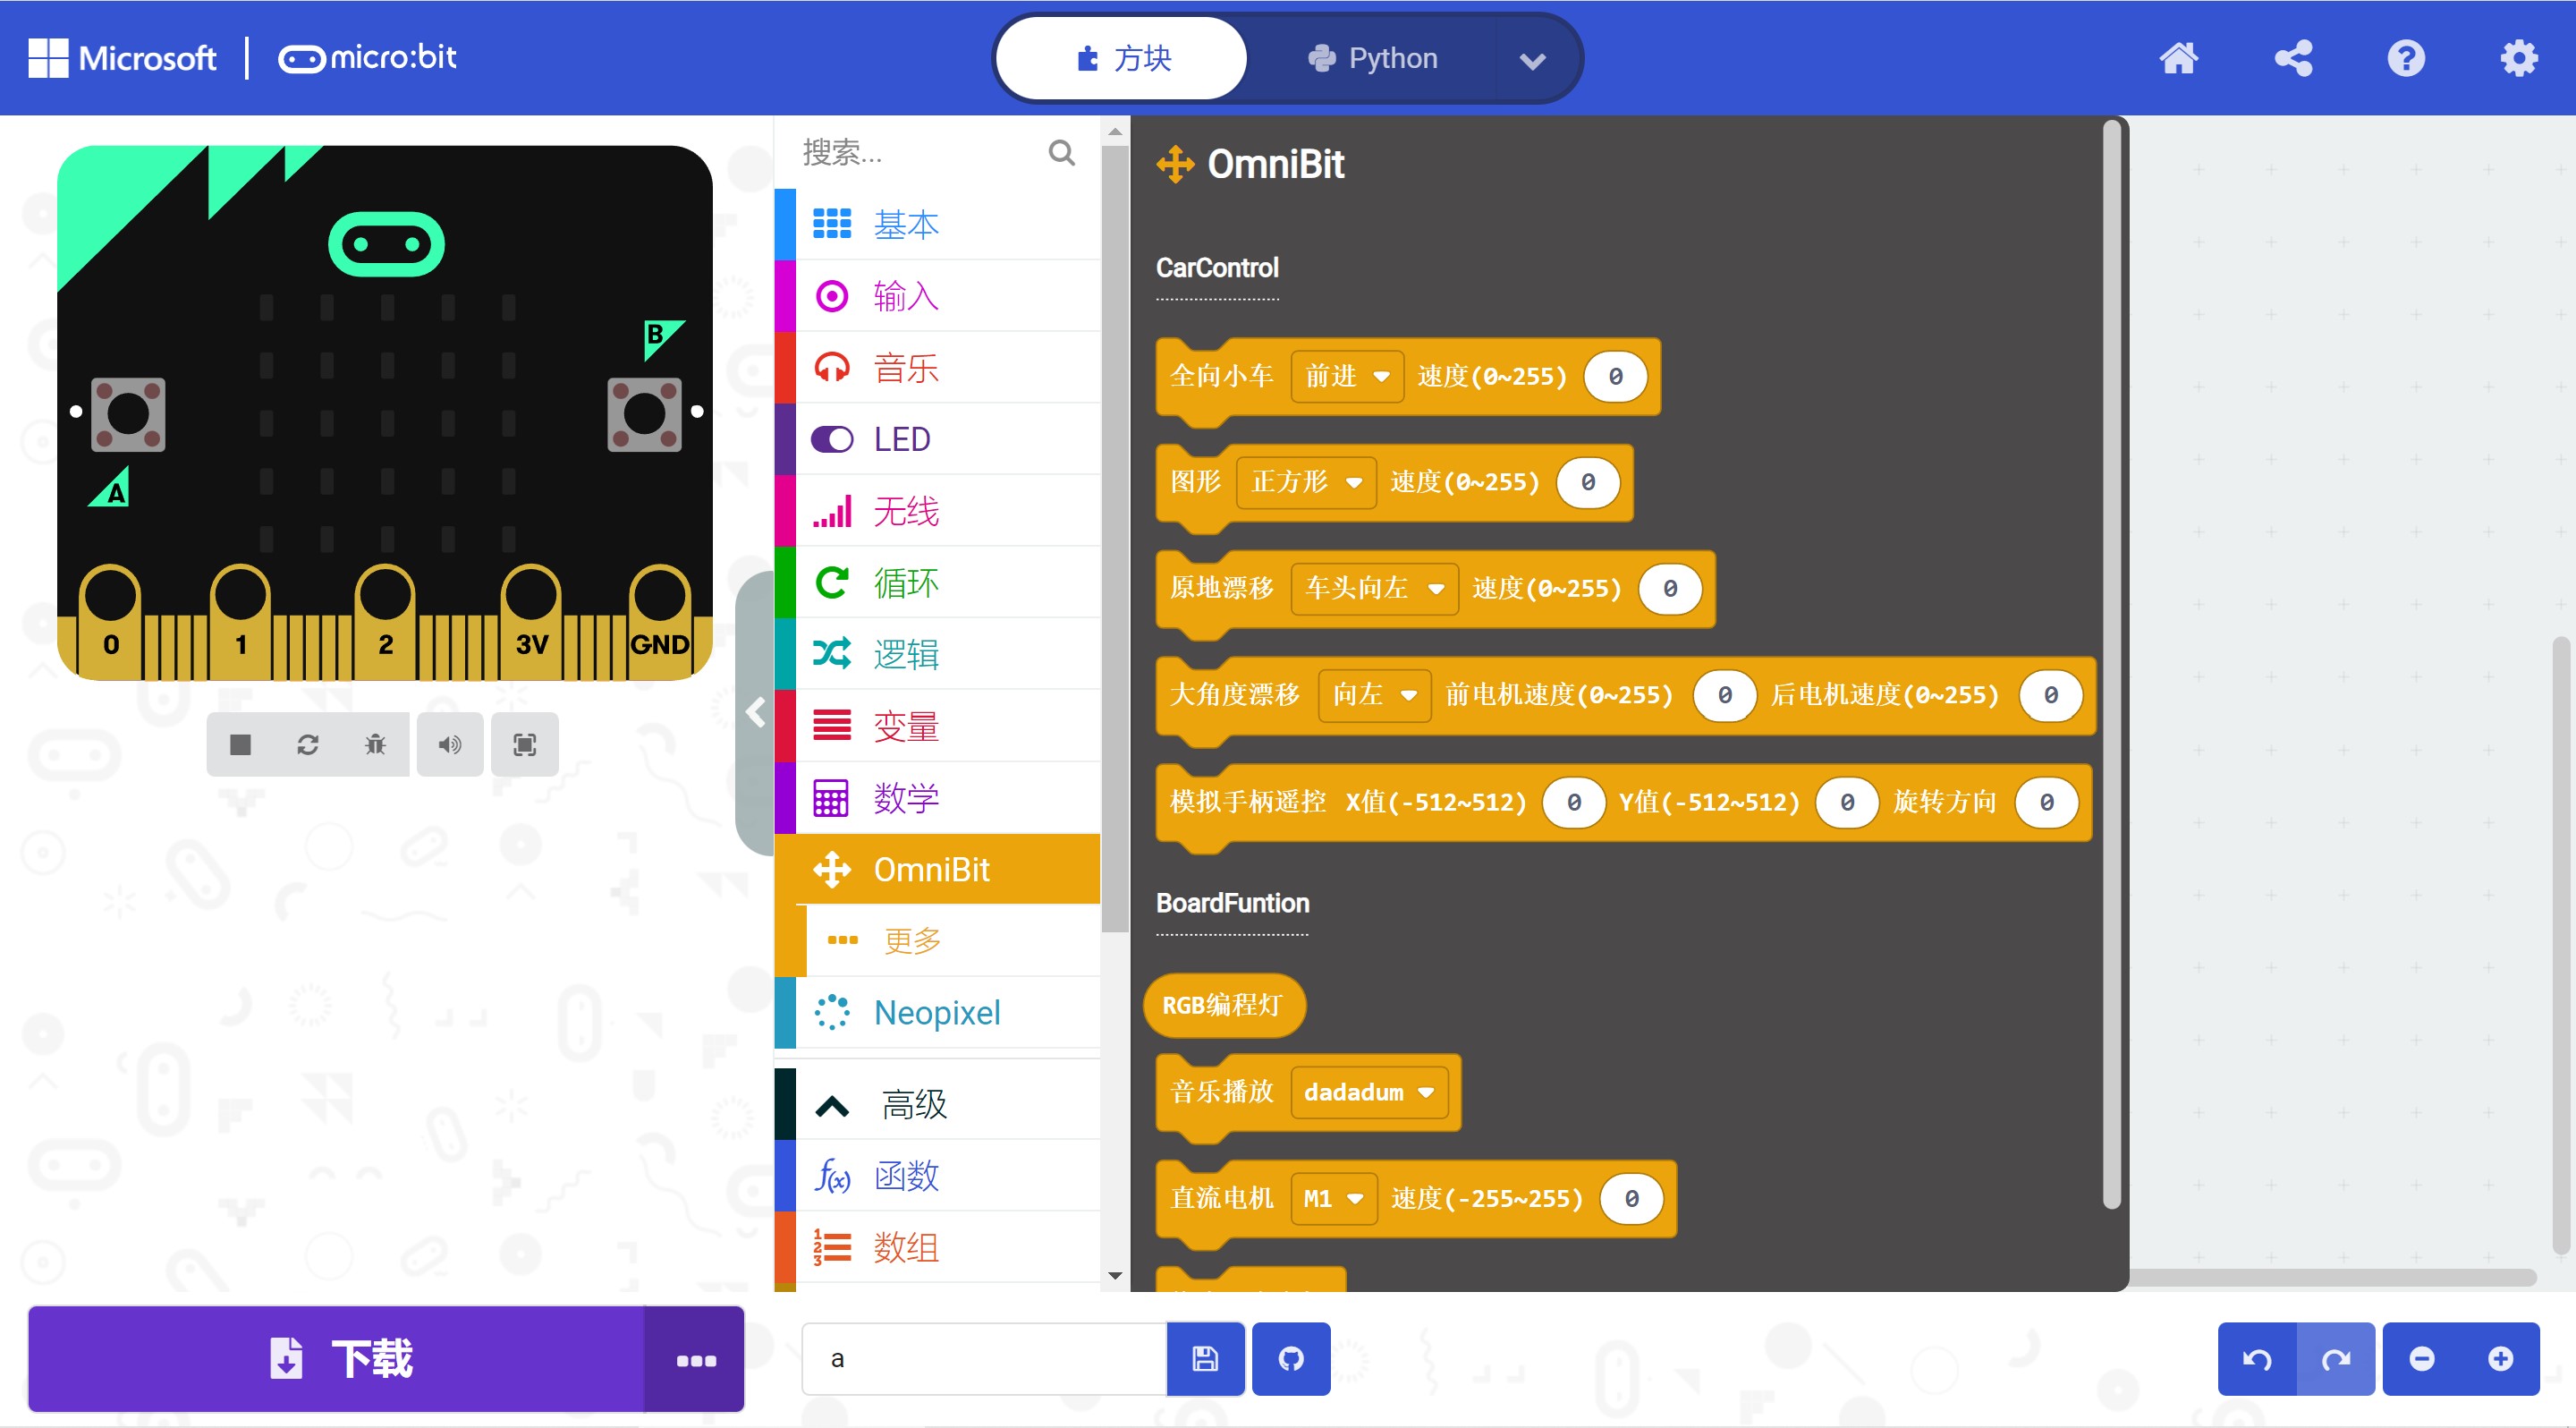 Microsoft micro:bit
方块 Python
搜索...
基本
输入
音乐
LED
无线
循环
逻辑
变量
数学
OmniBit
更多
Neopixel
高级
函数
数组
B
A
0 1 2 3V GND
OmniBit
CarControl
全向小车 前进 速度(0~255) 0
图形 正方形 速度(0~255) 0
原地漂移 车头向左 速度(0~255) 0
大角度漂移 向左 前电机速度(0~255) 0 后电机速度(0~255) 0
模拟手柄遥控 X值(-512~512) 0 Y值(-512~512) 0 旋转方向 0
BoardFuntion
RGB编程灯
音乐播放 dadadum
直流电机 M1 速度(-255~255) 0
下载
a